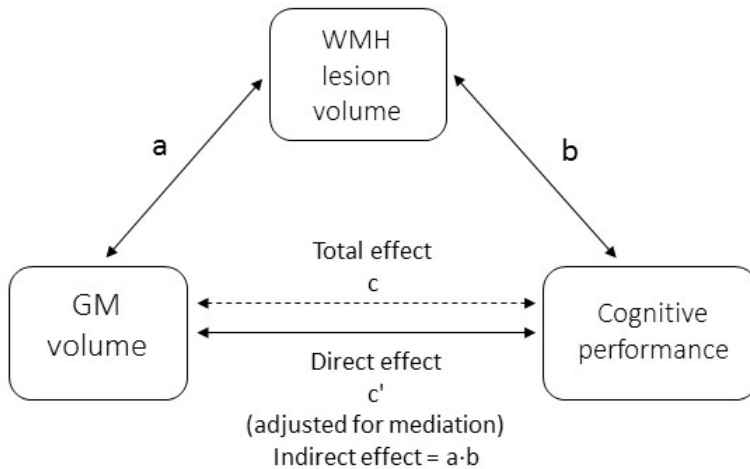 WMH
lesion
volume
a
b
Total effect
c
GM
volume
Cognitive
performance
Direct effect
c'
(adjusted for mediation)
Indirect effect = a·b